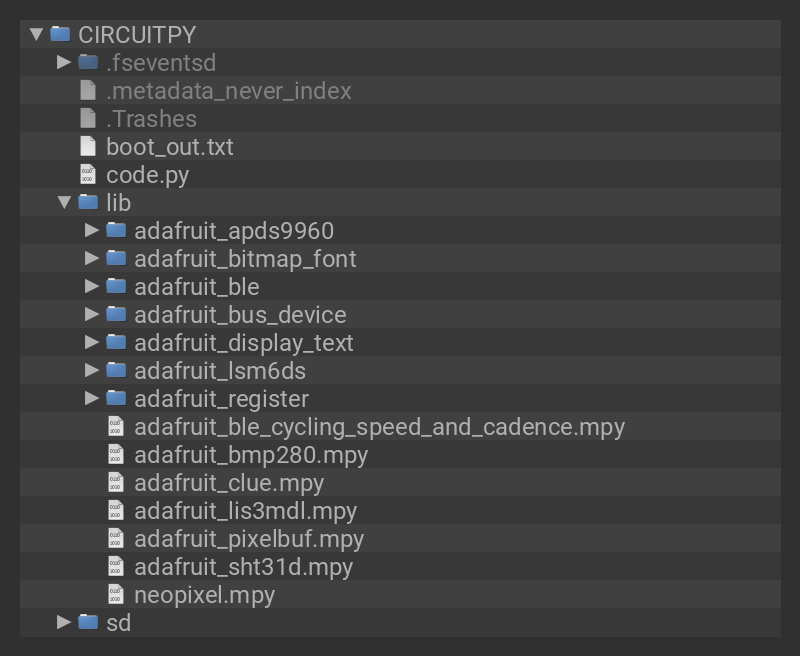 CIRCUITPY
.fseventsd
.metadata_never_index
.Trashes
boot_out.txt
code.py
lib
adafruit_apds9960
adafruit_bitmap_font
adafruit_ble
adafruit_bus_device
adafruit_display_text
adafruit_lsm6ds
adafruit_register
adafruit_ble_cycling_speed_and_cadence.mpy
adafruit_bmp280.mpy
adafruit_clue.mpy
adafruit_lis3mdl.mpy
adafruit_pixelbuf.mpy
adafruit_sht31d.mpy
neopixel.mpy
sd